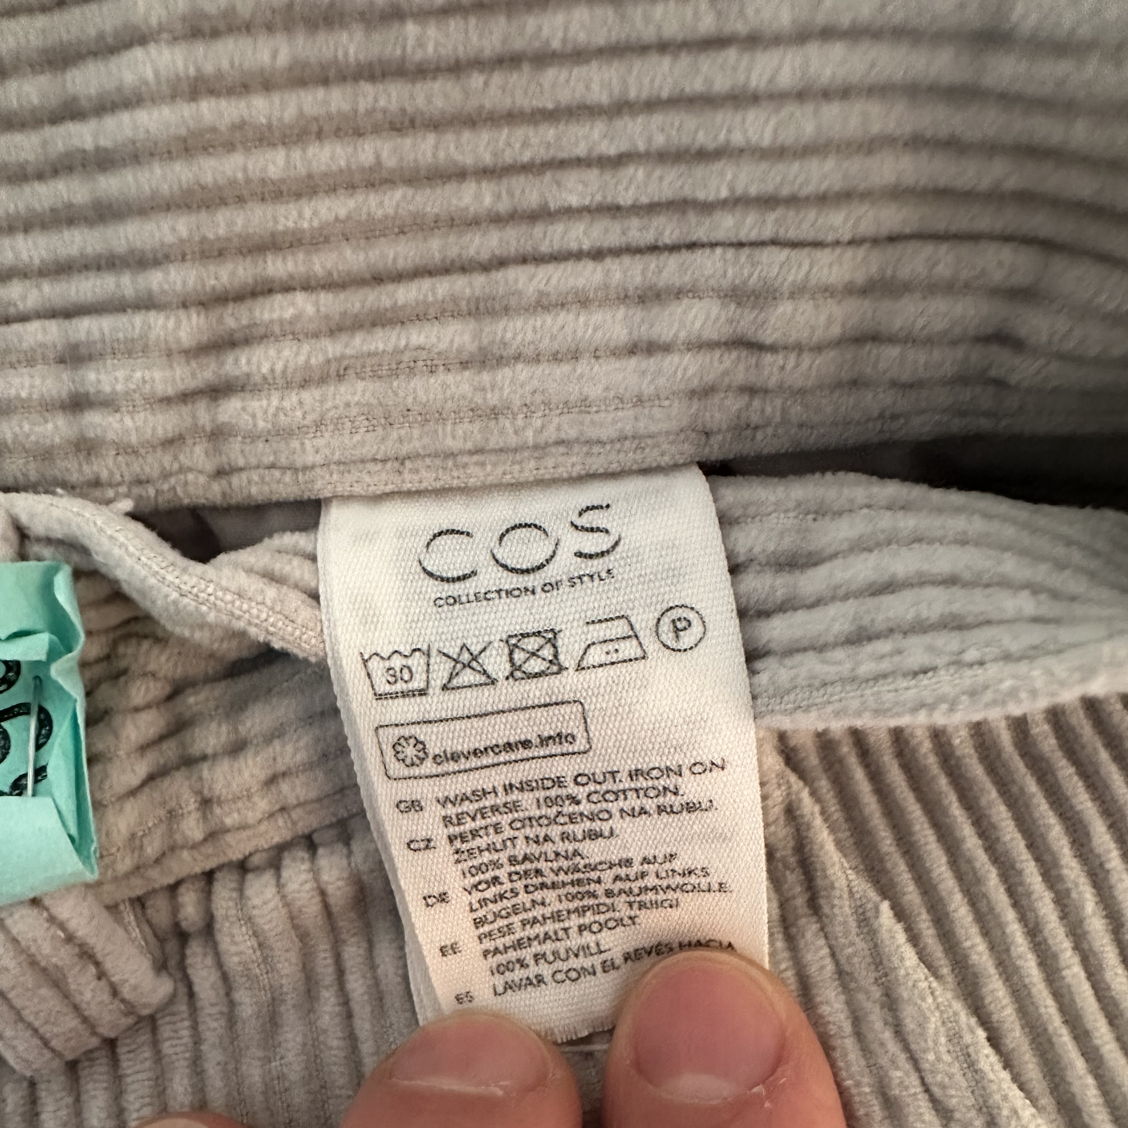 COS
COLLECTION OF STYLE
30
P
clevercare.info
GB WASH INSIDE OUT. IRON ON
REVERSE. 100% COTTON.
CZ PERTE OTOČENO NA RUBU.
ŽEHLIT NA RUBU.
100% BAVLNA.
DE VOR DER WÄSCHE AUF
LINKS DREHEN. AUF LINKS
BÜGELN. 100% BAUMWOLLE.
EE PESE PAHEMPIDI. TRIIGI
PAHEMALT POOLT.
100% PUUVILL.
ES LAVAR CON EL REVÉS HACIA